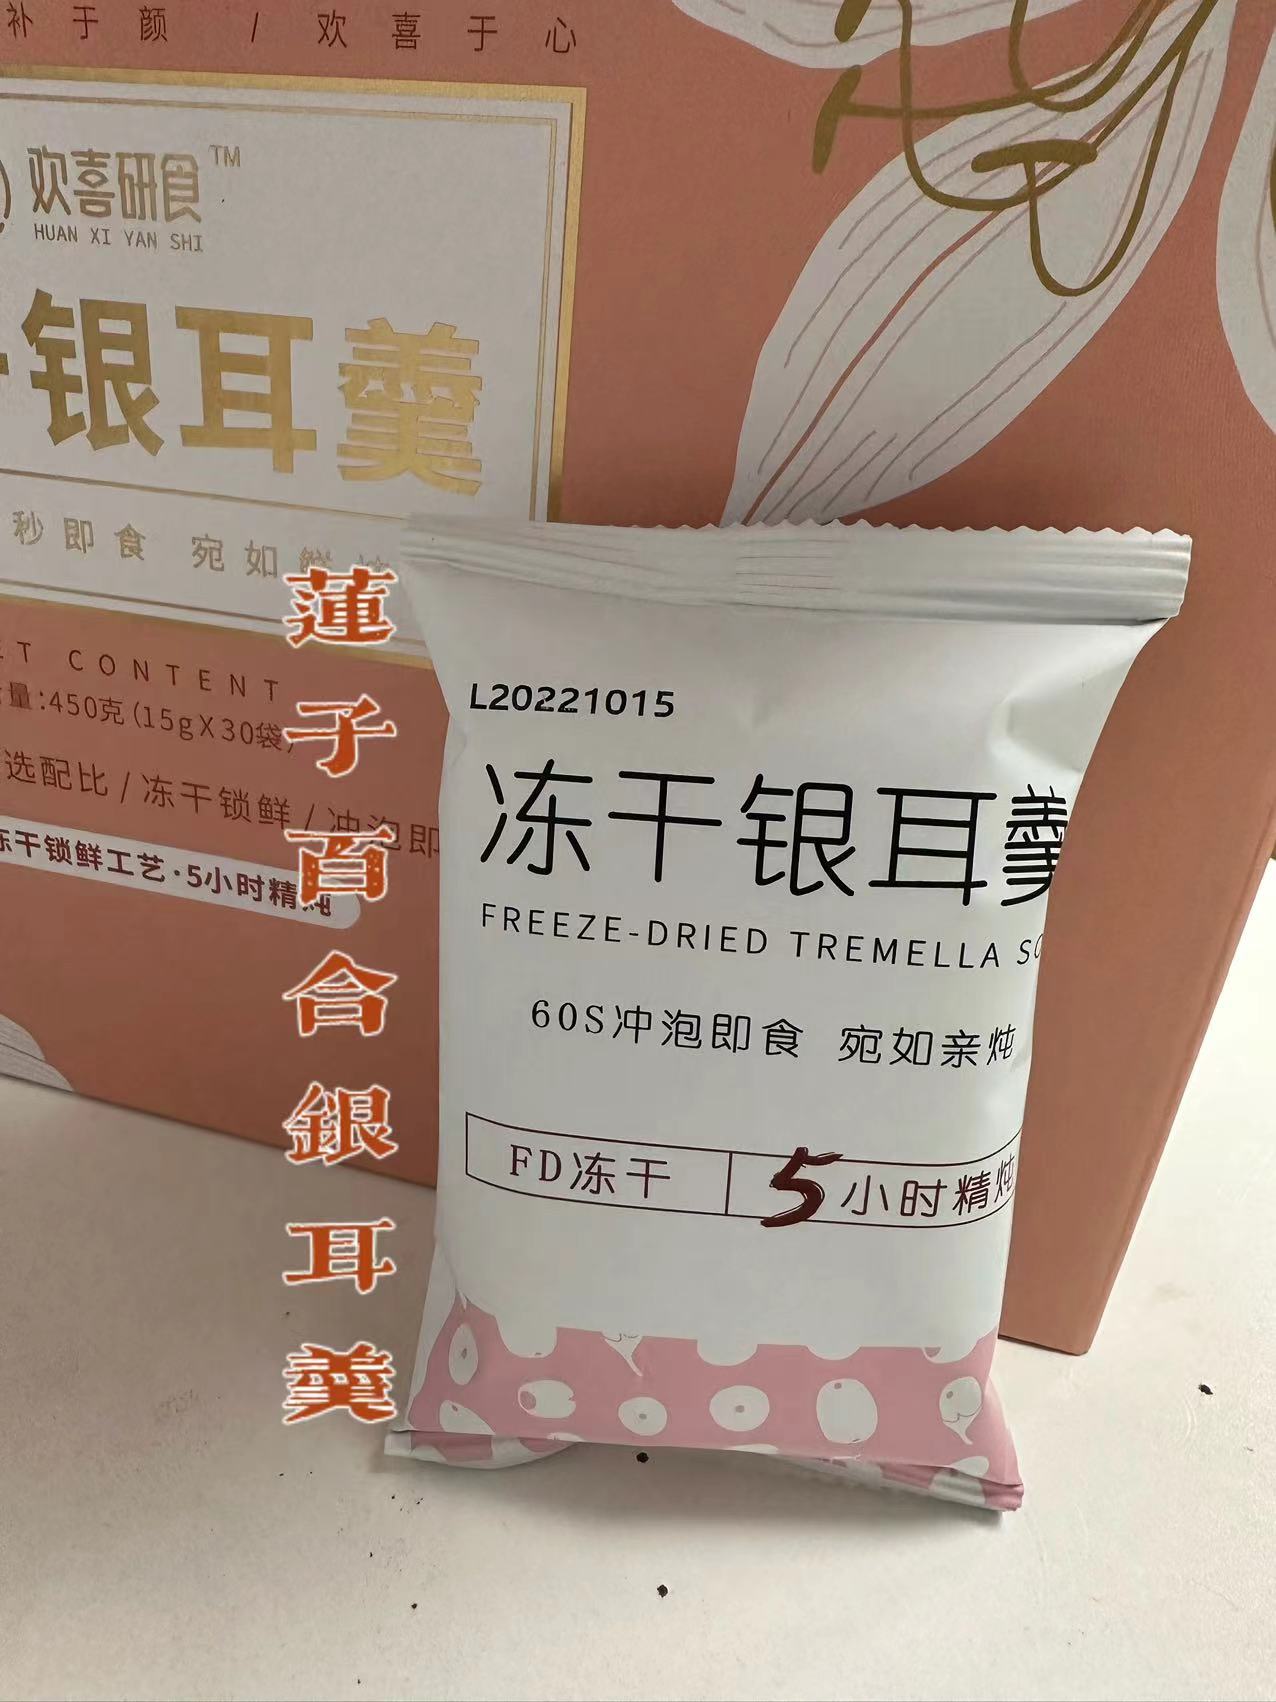 补于颜 / 欢喜于心
欢喜研食™
HUAN XI YAN SHI
银耳羹
秒即食 宛如
CONTENT
量:450克(15gX30袋)
选配比/冻干锁鲜/冲泡即
冻干锁鲜工艺·5小时精炖
蓮子百合銀耳羹
L20221015
冻干银耳羹
FREEZE-DRIED TREMELLA
60S冲泡即食 宛如亲炖
FD冻干 5小时精炖